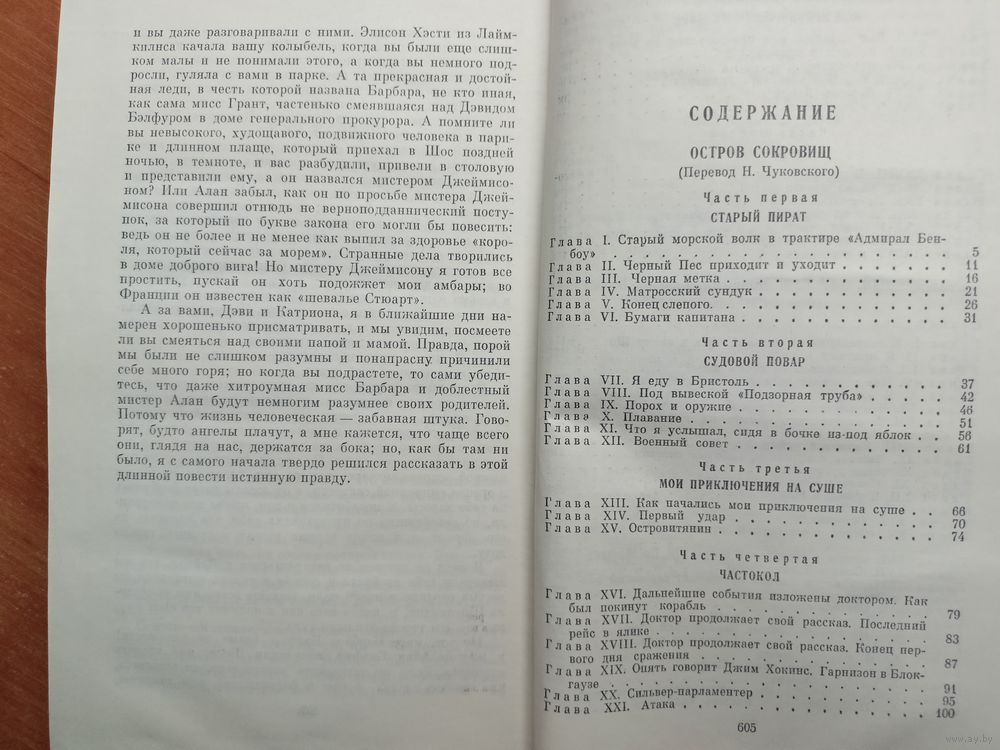 и вы даже разговаривали с ними. Элисон Хэсти из Лайм-
килнса качала вашу колыбель, когда вы были еще слиш-
ком малы и не понимали этого, а когда вы немного под-
росли, гуляла с вами в парке. А та прекрасная и достой-
ная леди, в честь которой названа Барбара, не кто иная,
как сама мисс Грант, частенько смеявшаяся над Дэвидом
Бэлфуром в доме генерального прокурора. А помните ли
вы невысокого, худощавого, подвижного человека в пари-
ке и длинном плаще, который приехал в Шос поздней
ночью, в темноте, и вас разбудили, привели в столовую
и представили ему, а он назвался мистером Джеймисо-
ном? Или Алан забыл, как он по просьбе мистера Джей-
мисона совершил отнюдь не верноподданнический посту-
пок, за который по букве закона его могли бы повесить:
ведь он не более и не менее как выпил за здоровье «коро-
ля, который сейчас за морем». Странные дела творились
в доме доброго вига! Но мистеру Джеймисону я готов все
простить, пускай он хоть подожжет мои амбары; во
Франции он известен как «шевалье Стюарт».
А за вами, Дэви и Катриона, я в ближайшие дни на-
мерен хорошенько присматривать, и мы увидим, посмеете
ли вы смеяться над своими папой и мамой. Правда, порой
мы были не слишком разумны и понапрасну причинили
себе много горя; но когда вы подрастете, то сами убеди-
тесь, что даже хитроумная мисс Барбара и доблестный
мистер Алан будут немногим разумнее своих родителей.
Потому что жизнь человеческая — забавная штука. Гово-
рят, будто ангелы плачут, а мне кажется, что чаще всего
они, глядя на нас, держатся за бока; но, как бы там ни
было, я с самого начала твердо решился рассказать в этой
длинной повести истинную правду.
СОДЕРЖАНИЕ
ОСТРОВ СОКРОВИЩ
(Перевод Н. Чуковского)
Часть первая
СТАРЫЙ ПИРАТ
Глава I. Старый морской волк в трактире «Адмирал Бен-
боу» . . . . . . . . . . . . . . 5
Глава II. Черный Пес приходит и уходит . . . . . . 11
Глава III. Черная метка . . . . . . . . . . . 16
Глава IV. Матросский сундук . . . . . . . . . 21
Глава V. Конец слепого. . . . . . . . . . . 26
Глава VI. Бумаги капитана . . . . . . . . . . 31
Часть вторая
СУДОВОЙ ПОВАР
Глава VII. Я еду в Бристоль . . . . . . . . . 37
Глава VIII. Под вывеской «Подзорная труба» . . . . . 42
Глава IX. Порох и оружие . . . . . . . . . . 46
Глава X. Плавание . . . . . . . . . . . . 51
Глава XI. Что я услышал, сидя в бочке из-под яблок . . 56
Глава XII. Военный совет . . . . . . . . . . 61
Часть третья
МОИ ПРИКЛЮЧЕНИЯ НА СУШЕ
Глава XIII. Как начались мои приключения на суше . . 66
Глава XIV. Первый удар . . . . . . . . . . 70
Глава XV. Островитянин . . . . . . . . . . 74
Часть четвертая
ЧАСТОКОЛ
Глава XVI. Дальнейшие события изложены доктором. Как
был покинут корабль . . . . . . . . . . 79
Глава XVII. Доктор продолжает свой рассказ. Последний
рейс в ялике . . . . . . . . . . . . . 83
Глава XVIII. Доктор продолжает свой рассказ. Конец пер-
вого дня сражения . . . . . . . . . . . 87
Глава XIX. Опять говорит Джим Хокинс. Гарнизон в Блок-
гаузе . . . . . . . . . . . . . . . 91
Глава XX. Сильвер-парламентер . . . . . . . . 95
Глава XXI. Атака . . . . . . . . . . . . 100
605
www.ay.by